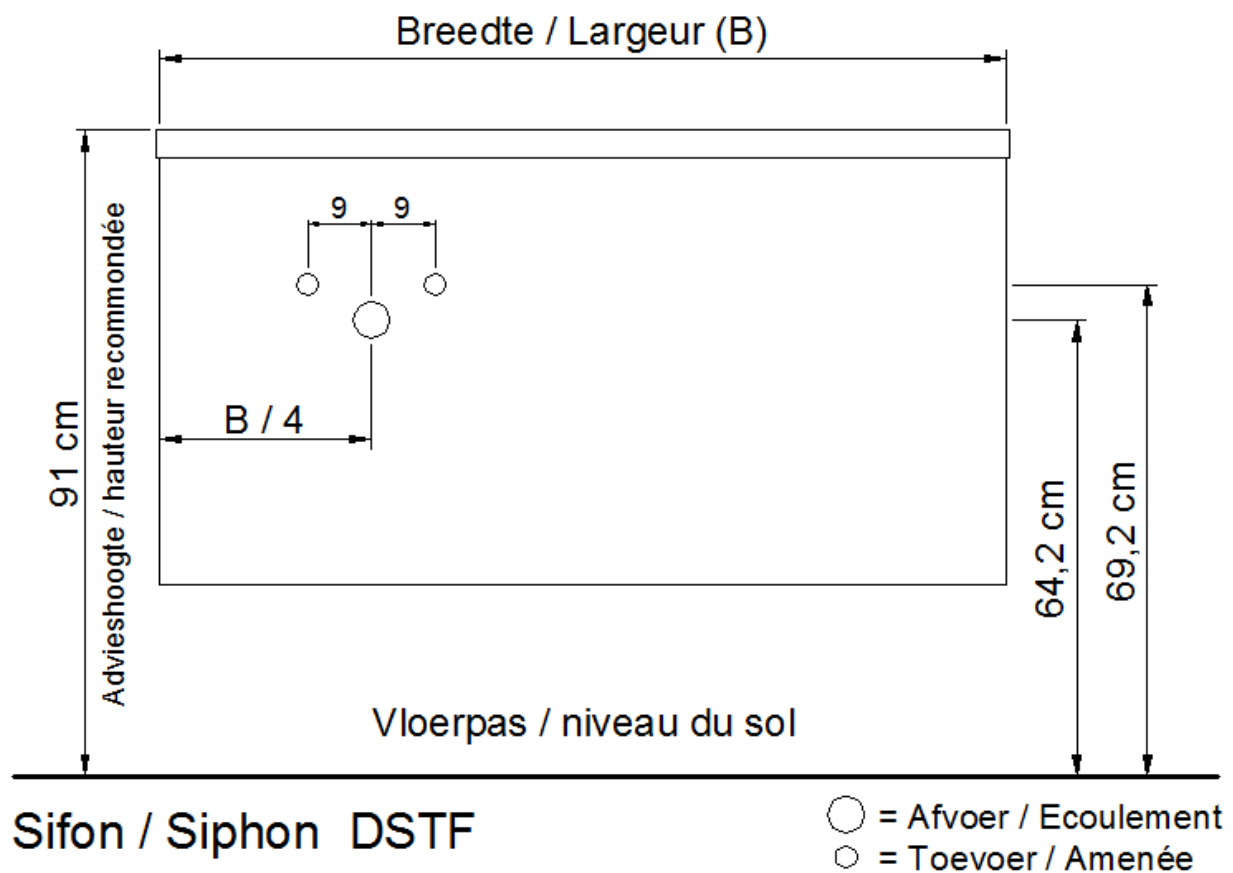 Breedte / Largeur (B)
9
9
B / 4
91 cm
Advieshoogte / hauteur recommondée
64,2 cm
69,2 cm
Vloerpas / niveau du sol
Sifon / Siphon DSTF
= Afvoer / Ecoulement
= Toevoer / Amenée